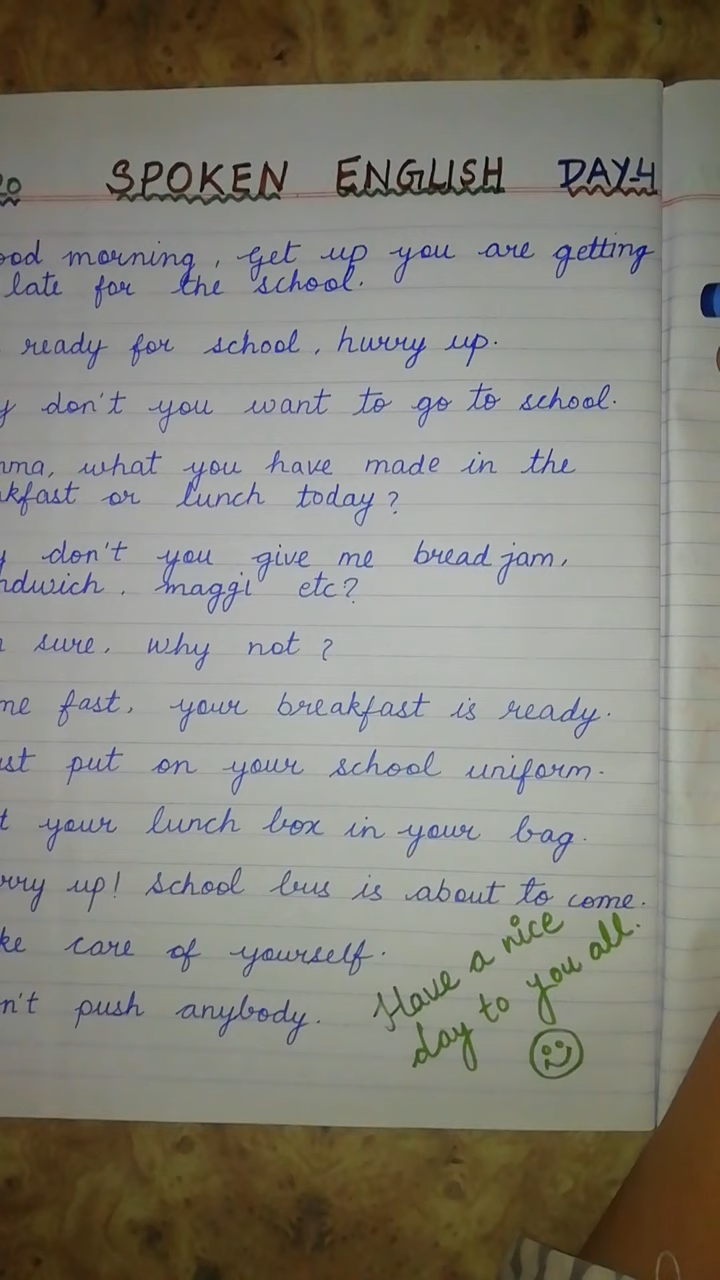 20 SPOKEN ENGLISH DAY-4
ood morning, get up you are getting
late for the school.
ready for school, hurry up.
y don't you want to go to school.
mma, what you have made in the
akfast or lunch today?
y don't you give me bread jam,
ndwich, maggi etc?
sure, why not?
me fast, your breakfast is ready.
ust put on your school uniform.
t your lunch box in your bag.
rry up! School bus is about to come.
ke care of yourself.
n't push anybody.
Have a nice
day to you all.